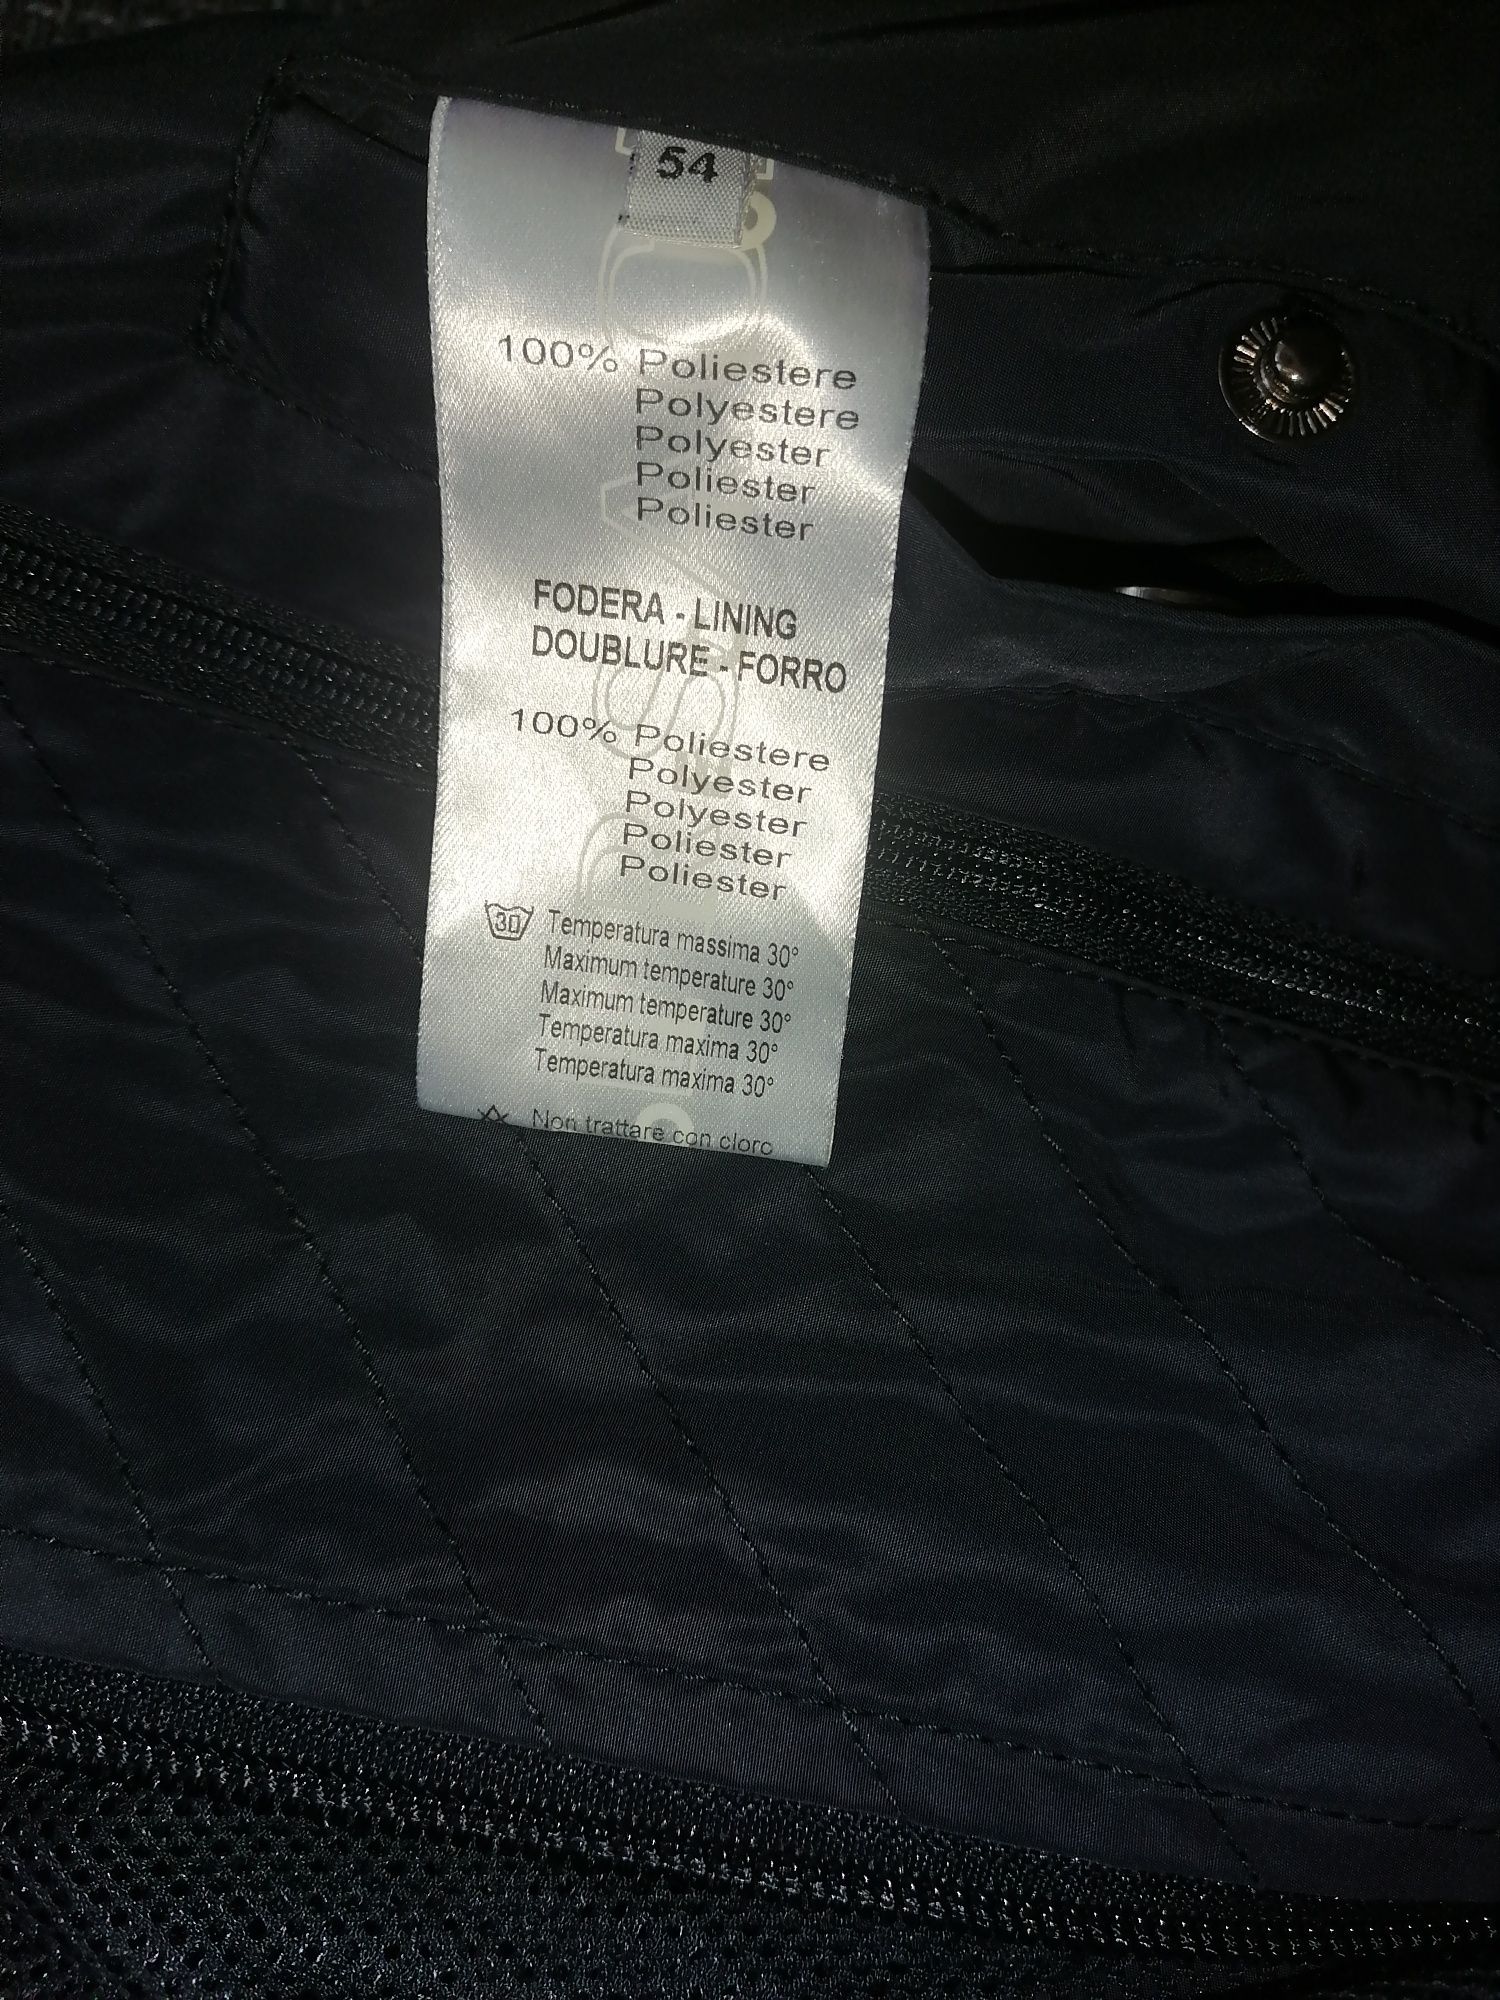 54
100% Poliestere
Polyestere
Polyester
Poliester
Poliester
FODERA - LINING
DOUBLURE - FORRO
100% Poliestere
Polyester
Polyester
Poliester
Poliester
30 Temperatura massima 30°
Maximum temperature 30°
Maximum temperature 30°
Temperatura maxima 30°
Temperatura maxima 30°
Non trattare con cloro